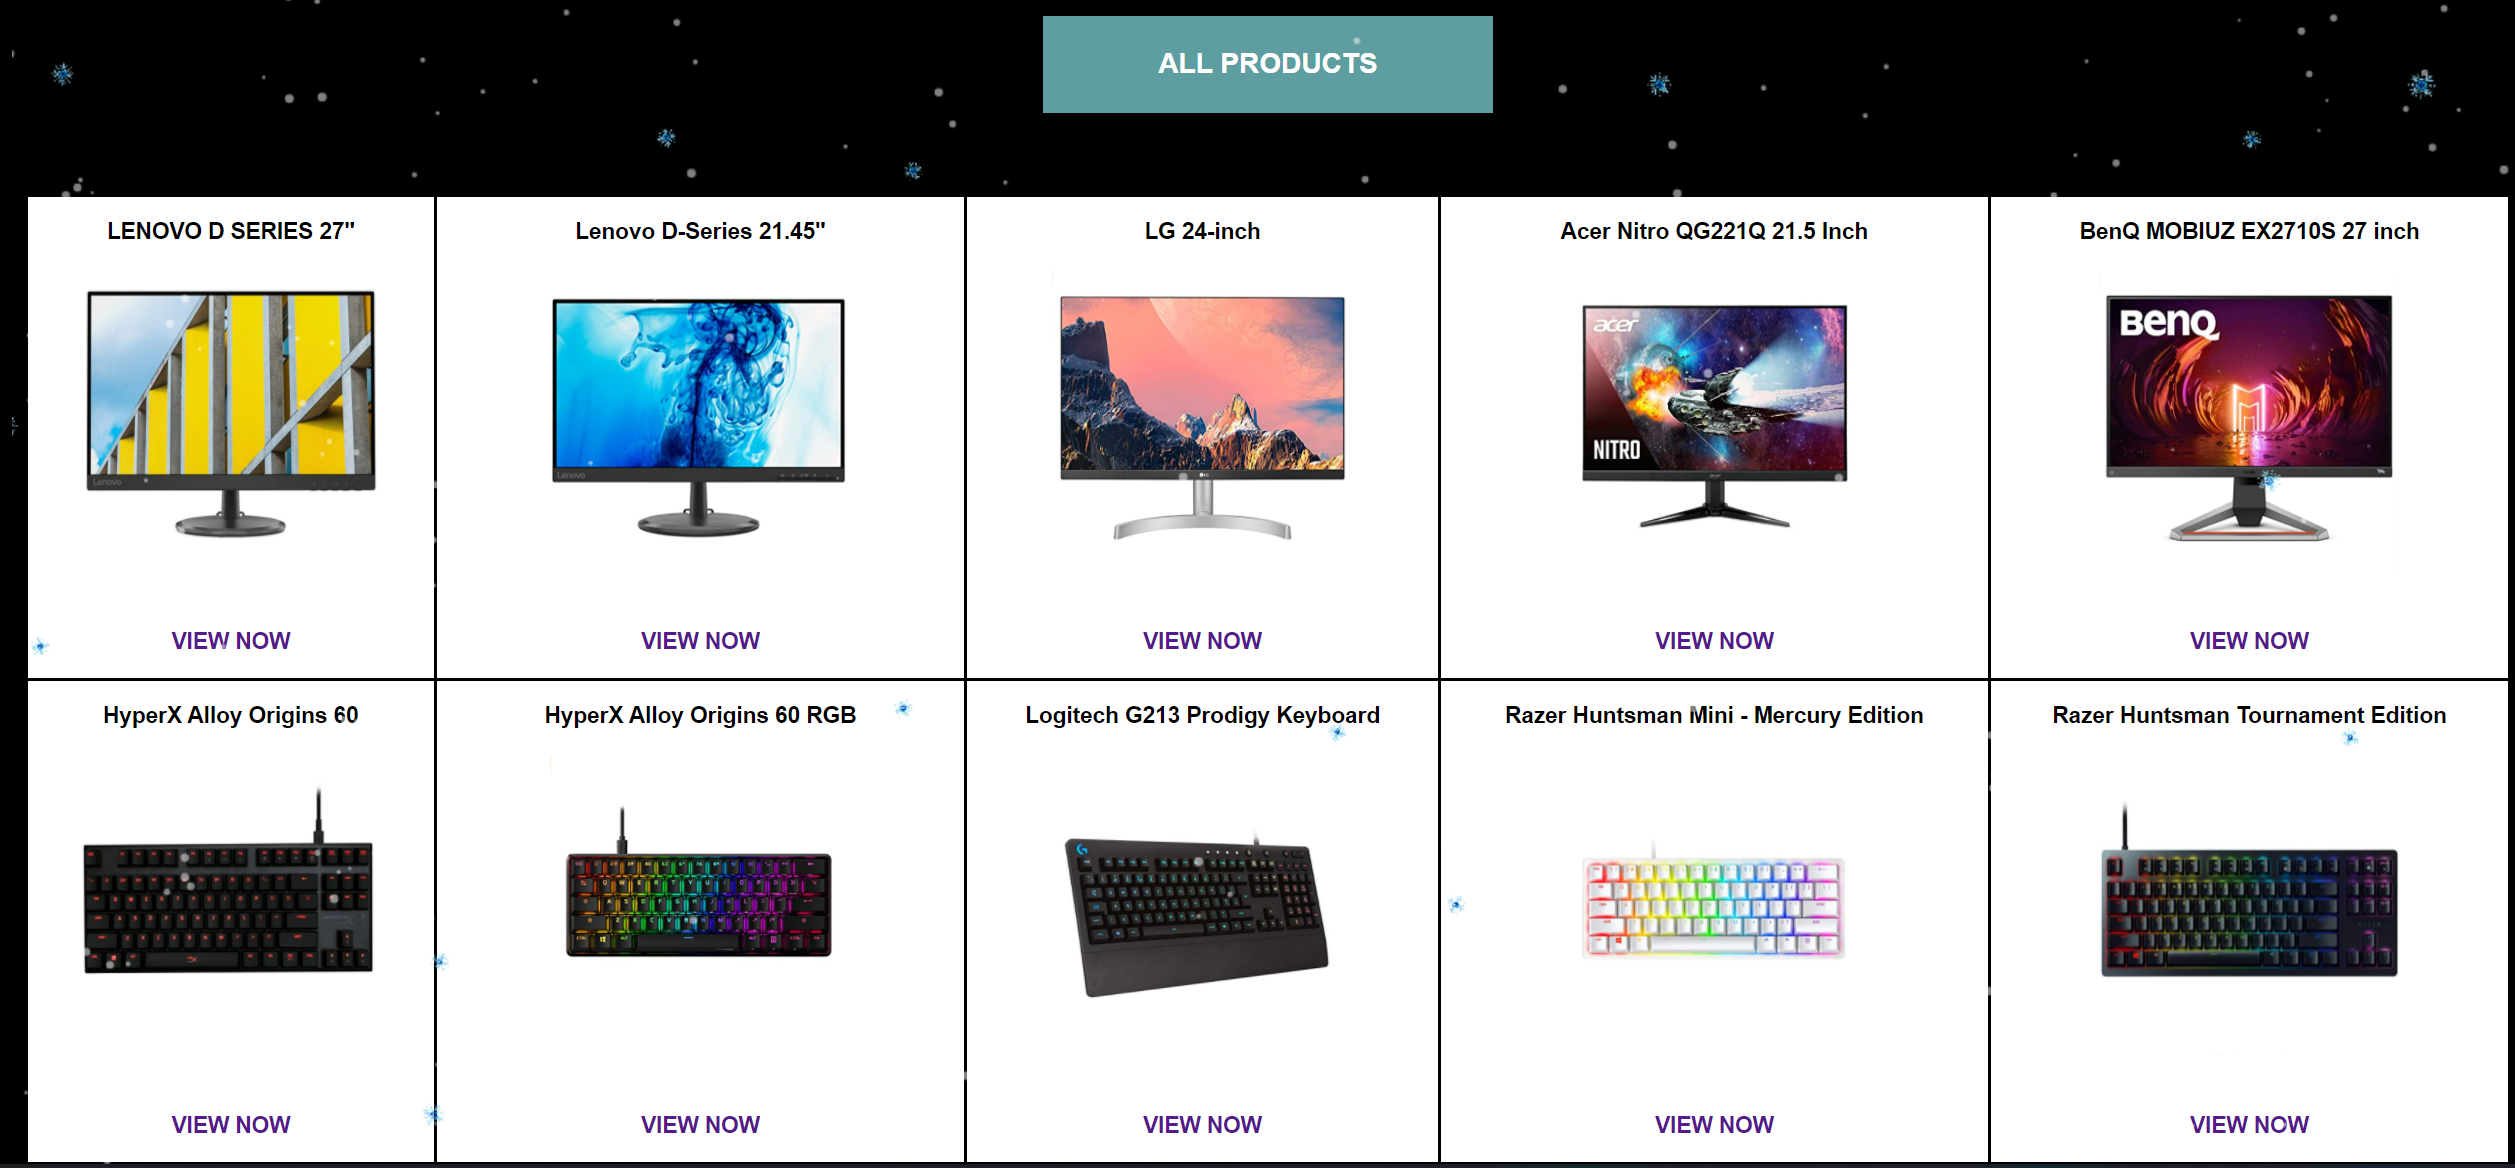 ALL PRODUCTS
LENOVO D SERIES 27"
Lenovo D-Series 21.45"
LG 24-inch
Acer Nitro QG221Q 21.5 Inch
BenQ MOBIUZ EX2710S 27 inch
Lenovo
Lenovo
LG
acer
NITRO
acer
BenQ
VIEW NOW
VIEW NOW
VIEW NOW
VIEW NOW
VIEW NOW
HyperX Alloy Origins 60
HyperX Alloy Origins 60 RGB
Logitech G213 Prodigy Keyboard
Razer Huntsman Mini - Mercury Edition
Razer Huntsman Tournament Edition
VIEW NOW
VIEW NOW
VIEW NOW
VIEW NOW
VIEW NOW